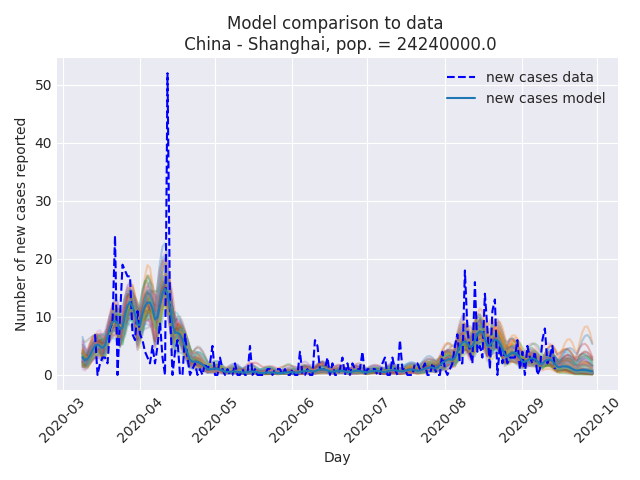 Model comparison to data
China - Shanghai, pop. = 24240000.0
new cases data
new cases model
Number of new cases reported
50
40
30
20
10
0
2020-03
2020-04
2020-05
2020-06
2020-07
2020-08
2020-09
2020-10
Day